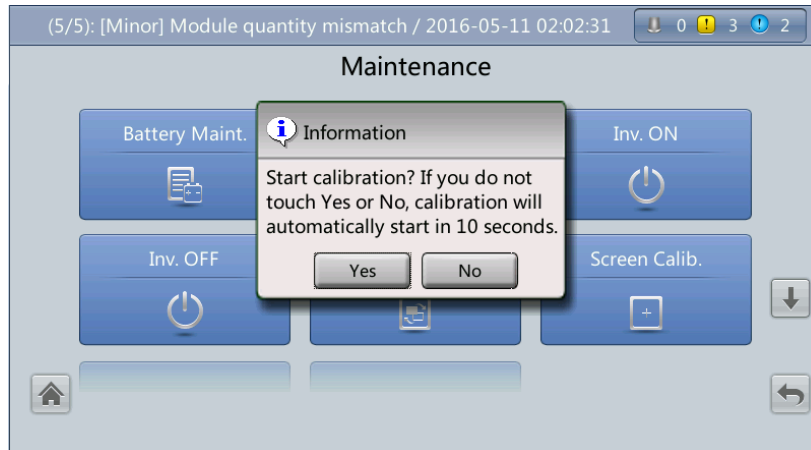 (5/5): [Minor] Module quantity mismatch / 2016-05-11 02:02:31 0 ! 3 ! 2
Maintenance
Battery Maint.
Inv. ON
i Information
Start calibration? If you do not
touch Yes or No, calibration will
automatically start in 10 seconds.
Yes No
Inv. OFF
Screen Calib.